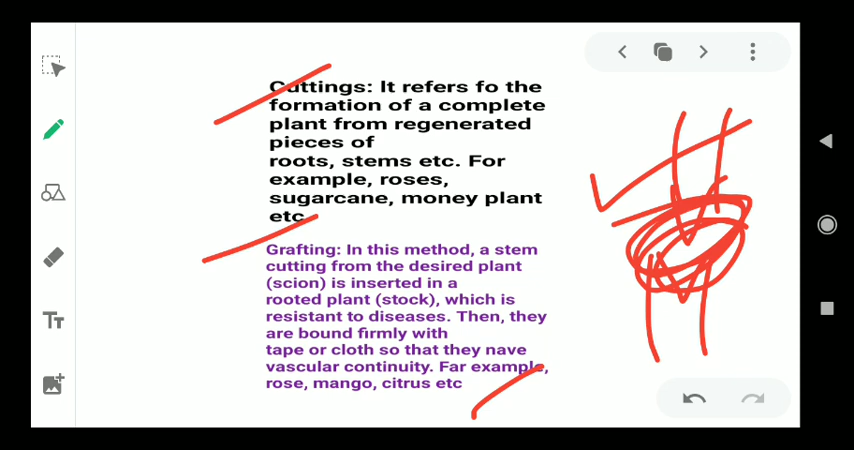 Cuttings: It refers fo the
formation of a complete
plant from regenerated
pieces of
roots, stems etc. For
example, roses,
sugarcane, money plant
etc
Grafting: In this method, a stem
cutting from the desired plant
(scion) is inserted in a
rooted plant (stock), which is
resistant to diseases. Then, they
are bound firmly with
tape or cloth so that they nave
vascular continuity. Far example,
rose, mango, citrus etc
TT